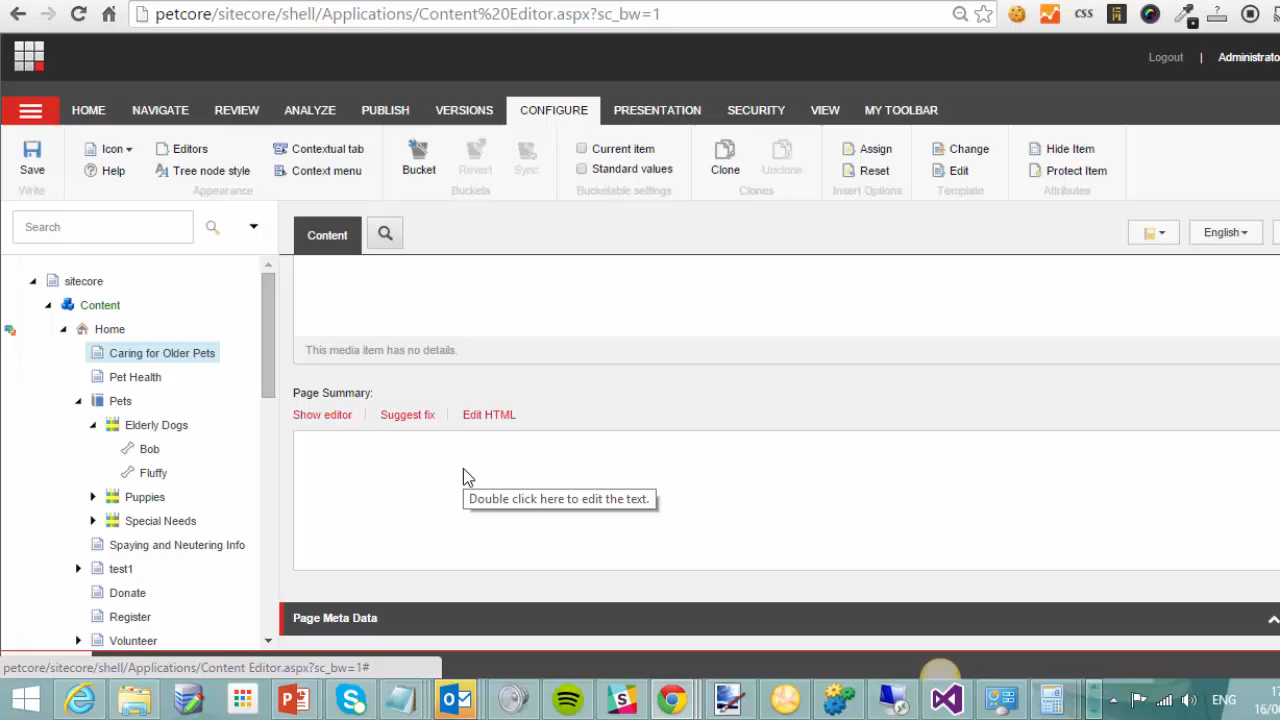 petcore/sitecore/shell/Applications/Content%20Editor.aspx?sc_bw=1
css
Logout | Administrato
HOME NAVIGATE REVIEW ANALYZE PUBLISH VERSIONS CONFIGURE PRESENTATION SECURITY VIEW MY TOOLBAR
Icon Editors Contextual tab Current item Assign Change Hide Item
Save Help Tree node style Context menu Bucket Revert Sync Standard values Clone Unclone Reset Edit Protect Item
Write Appearance Buckets Bucketable settings Clones Insert Options Template Attributes
Search
Content
English
sitecore
Content
Home
Caring for Older Pets
Pet Health
Pets
Elderly Dogs
Bob
Fluffy
Puppies
Special Needs
Spaying and Neutering Info
test1
Donate
Register
Volunteer
This media item has no details.
Page Summary:
Show editor | Suggest fix | Edit HTML
Double click here to edit the text.
Page Meta Data
petcore/sitecore/shell/Applications/Content Editor.aspx?sc_bw=1#
ENG
17
16/0